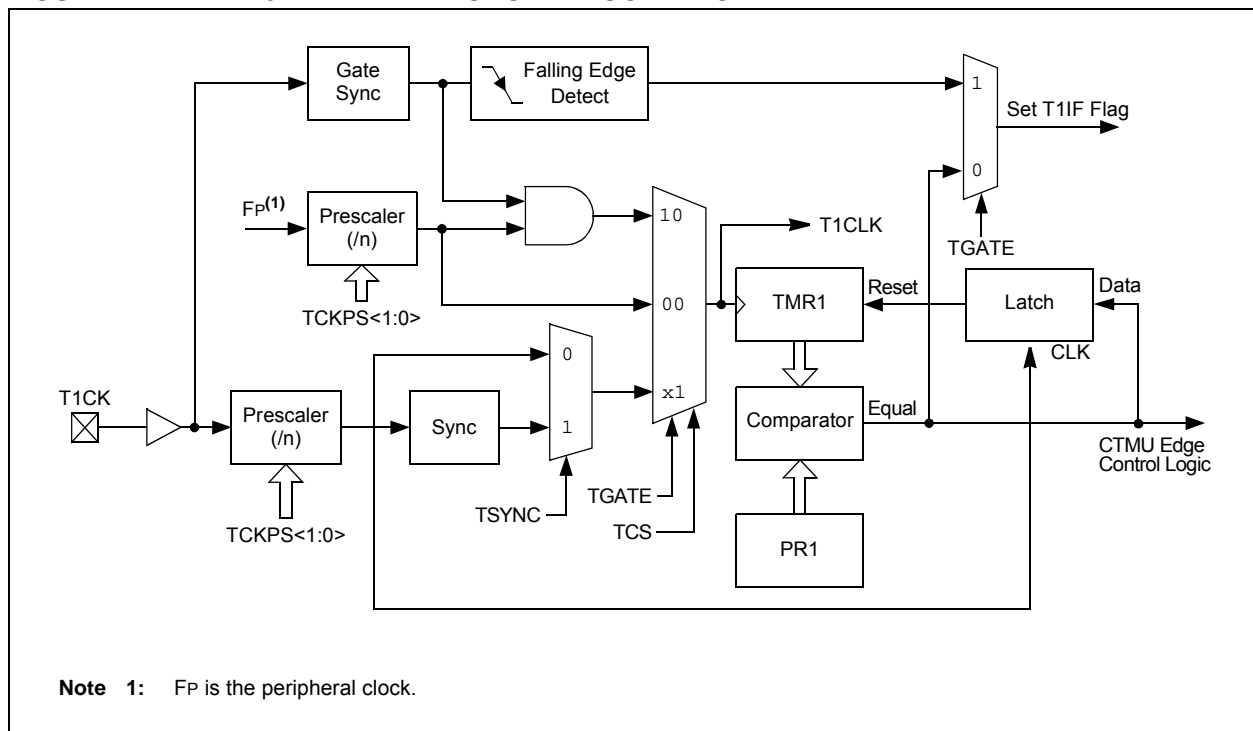 Gate
Sync
Falling Edge
Detect
1
0
Set T1IF Flag
TGATE
FP(1)
Prescaler
(/n)
TCKPS<1:0>
10
00
x1
T1CLK
TMR1
Reset
Latch
Data
CLK
0
1
T1CK
Prescaler
(/n)
TCKPS<1:0>
Sync
TSYNC
TGATE
TCS
Comparator
Equal
PR1
CTMU Edge
Control Logic
Note 1: FP is the peripheral clock.